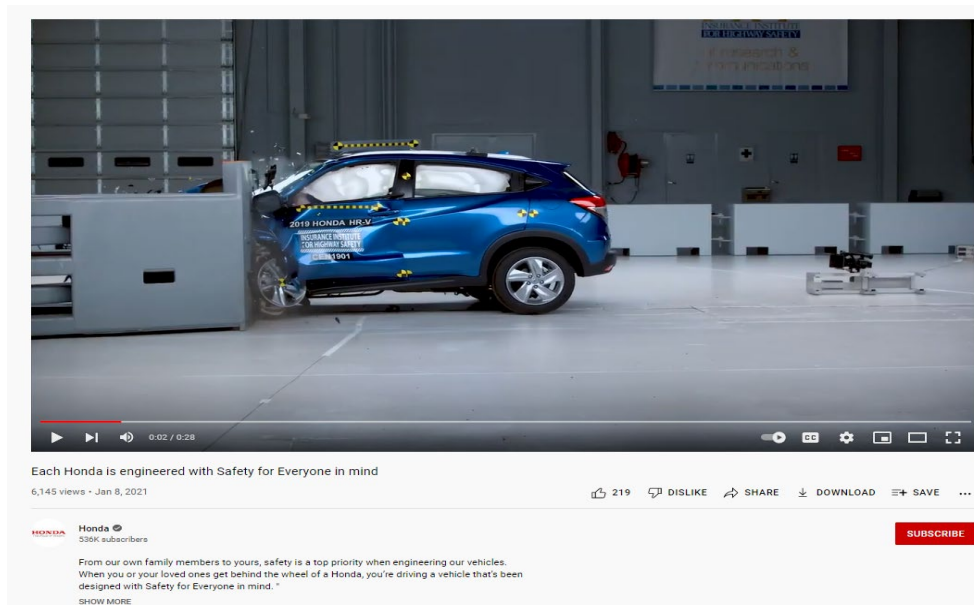 INSURANCE INSTITUTE
FOR HIGHWAY SAFETY
research &
communications
2019 HONDA HR-V
INSURANCE INSTITUTE
FOR HIGHWAY SAFETY
0:02 / 0:28
CC
Each Honda is engineered with Safety for Everyone in mind
6,145 views • Jan 8, 2021
219 DISLIKE SHARE DOWNLOAD SAVE ...
HONDA
Honda
536K subscribers
SUBSCRIBE
From our own family members to yours, safety is a top priority when engineering our vehicles.
When you or your loved ones get behind the wheel of a Honda, you're driving a vehicle that's been
designed with Safety for Everyone in mind. "
SHOW MORE